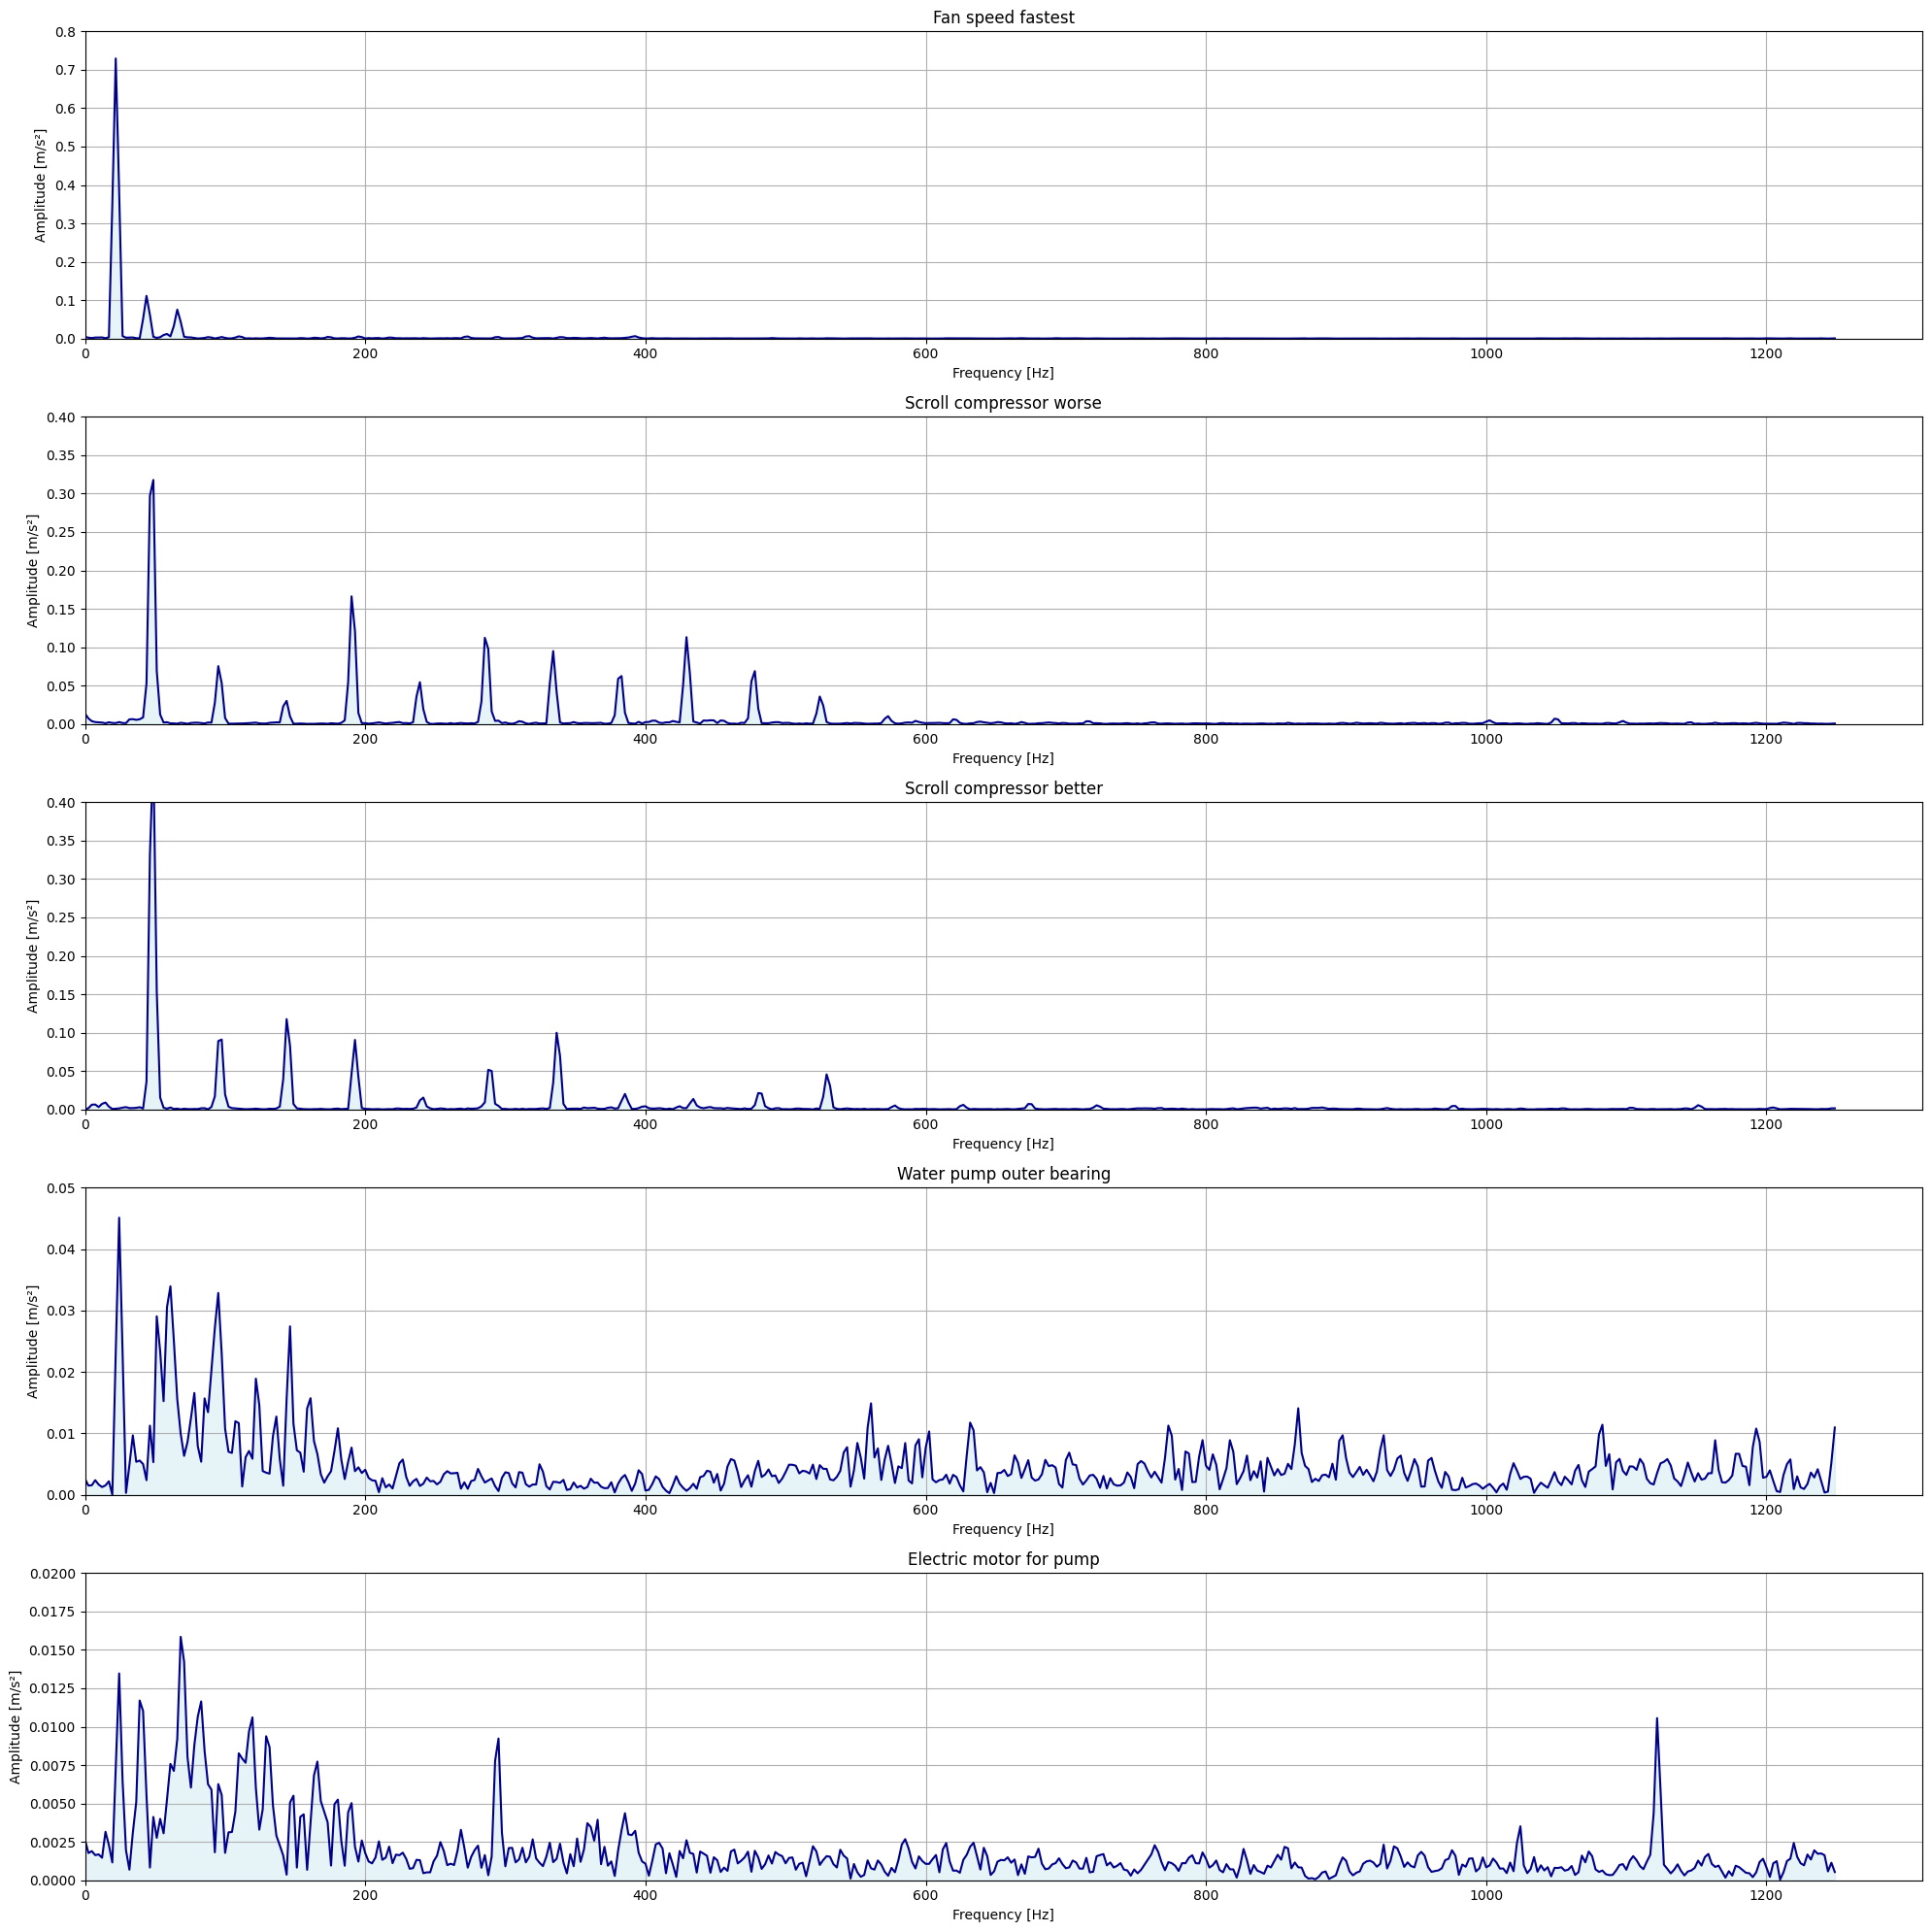 Fan speed fastest
0.8
0.7
0.6
0.5
0.4
0.3
0.2
0.1
0.0
Amplitude [m/s²]
0 200 400 600 800 1000 1200
Frequency [Hz]
Scroll compressor worse
0.40
0.35
0.30
0.25
0.20
0.15
0.10
0.05
0.00
Amplitude [m/s²]
0 200 400 600 800 1000 1200
Frequency [Hz]
Scroll compressor better
0.40
0.35
0.30
0.25
0.20
0.15
0.10
0.05
0.00
Amplitude [m/s²]
0 200 400 600 800 1000 1200
Frequency [Hz]
Water pump outer bearing
0.05
0.04
0.03
0.02
0.01
0.00
Amplitude [m/s²]
0 200 400 600 800 1000 1200
Frequency [Hz]
Electric motor for pump
0.0200
0.0175
0.0150
0.0125
0.0100
0.0075
0.0050
0.0025
0.0000
Amplitude [m/s²]
0 200 400 600 800 1000 1200
Frequency [Hz]